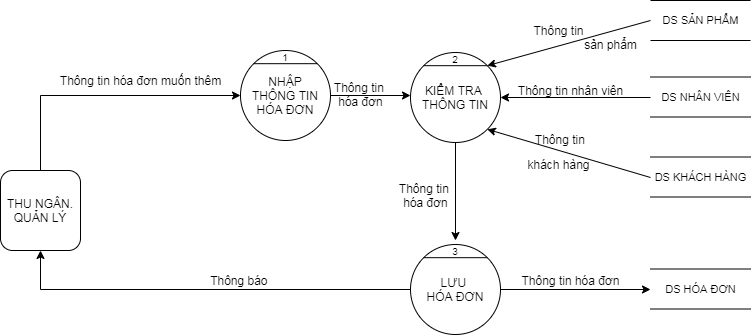 Thông tin
sản phẩm
DS SẢN PHẨM
1
NHẬP
THÔNG TIN
HÓA ĐƠN
2
KIỂM TRA
THÔNG TIN
Thông tin hóa đơn muốn thêm
Thông tin
hóa đơn
Thông tin nhân viên
DS NHÂN VIÊN
Thông tin
khách hàng
DS KHÁCH HÀNG
THU NGÂN.
QUẢN LÝ
Thông tin
hóa đơn
3
LƯU
HÓA ĐƠN
Thông báo
Thông tin hóa đơn
DS HÓA ĐƠN